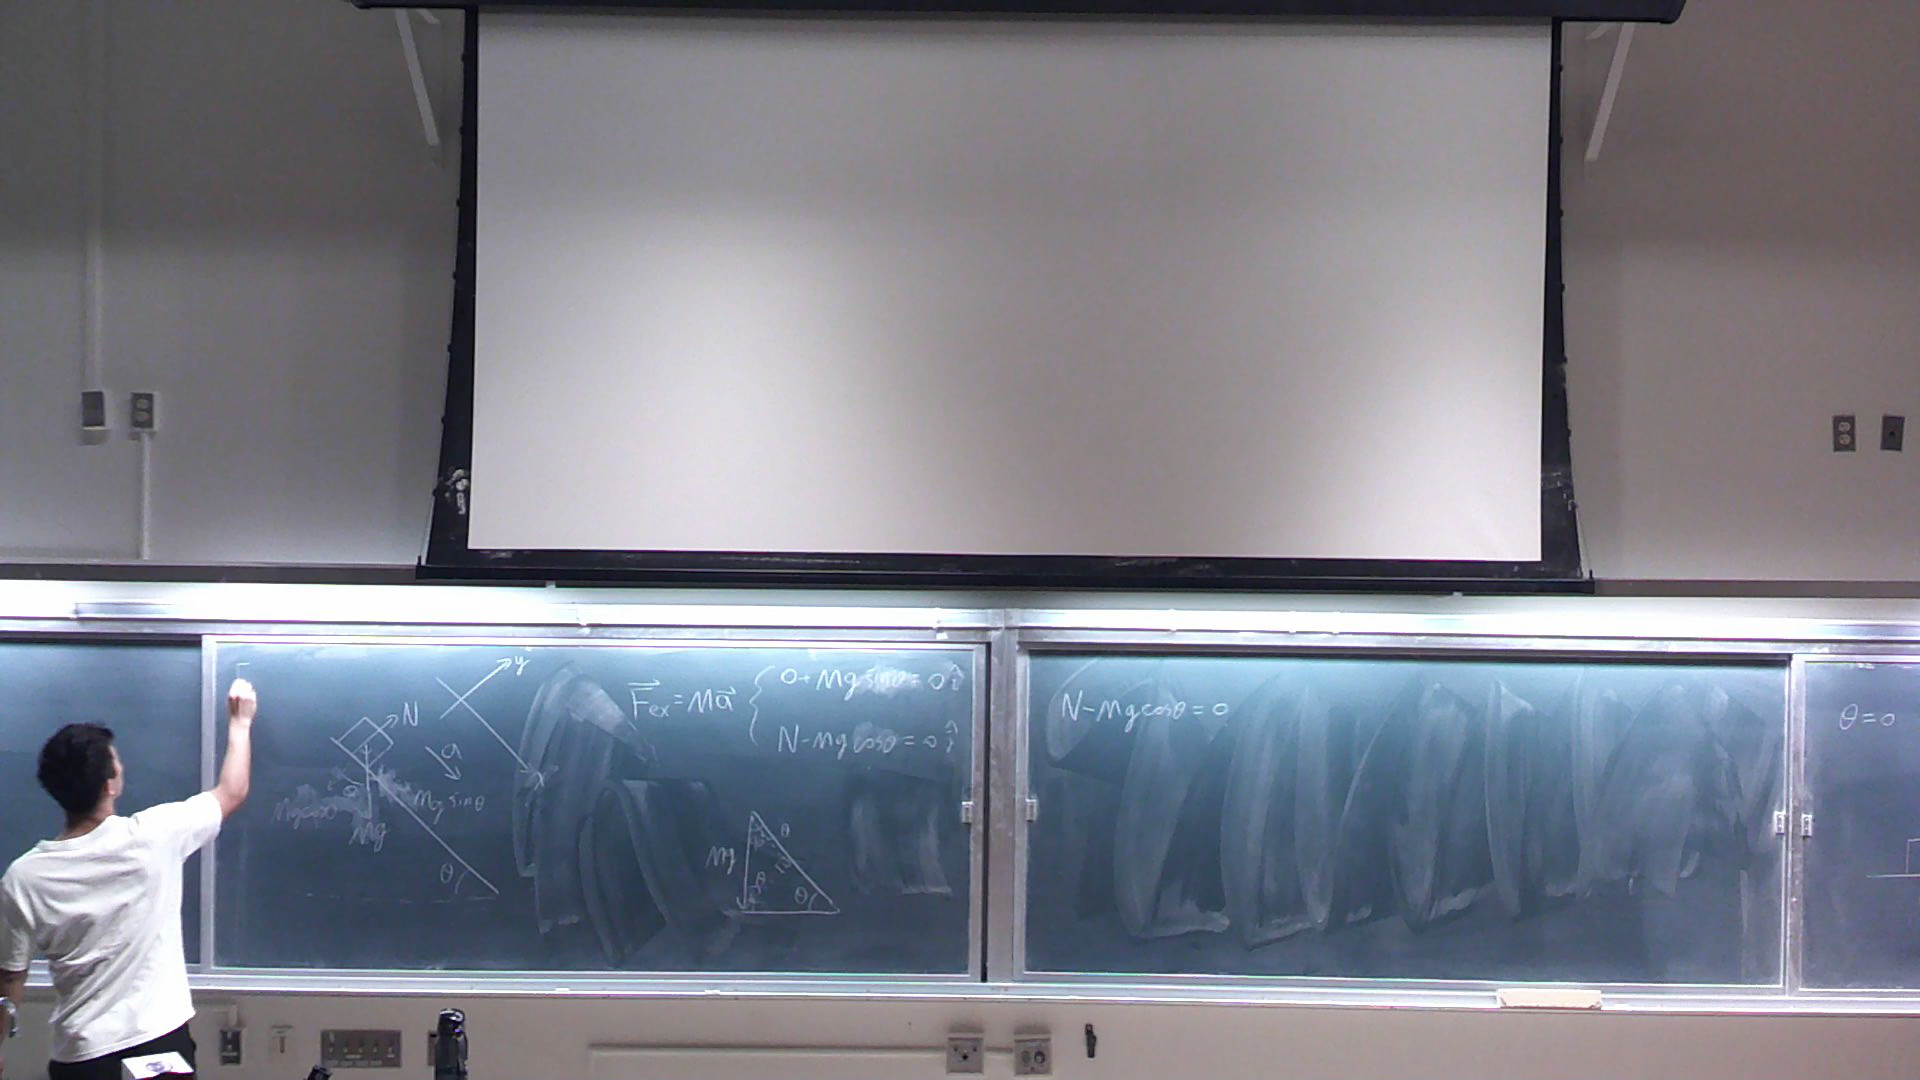 y
N
a
Mg sinθ
Mg cosθ
θ
Mg
θ
F⃗ex = Ma⃗
0 + Mg sinθ = 0 î
N - Mg cosθ = 0 ĵ
θ
Mg
θ
θ
N - Mg cosθ = 0
θ = 0